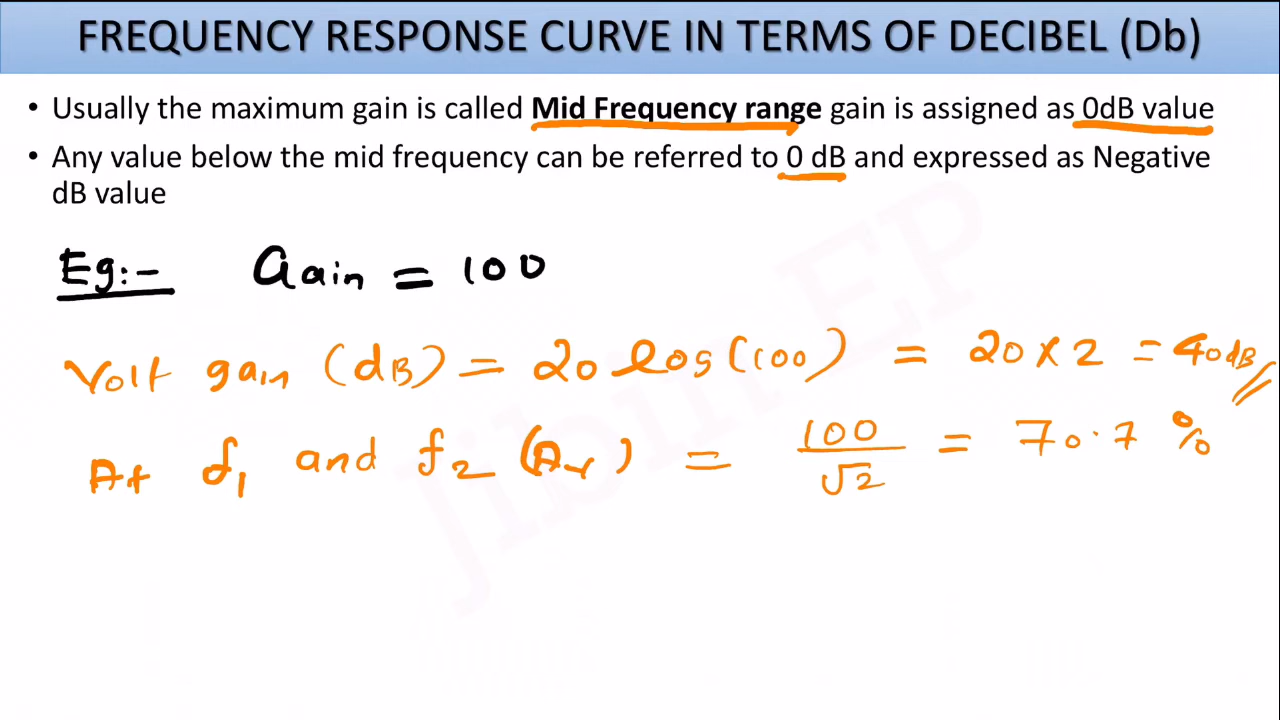 FREQUENCY RESPONSE CURVE IN TERMS OF DECIBEL (Db)
• Usually the maximum gain is called Mid Frequency range gain is assigned as 0dB value
• Any value below the mid frequency can be referred to 0 dB and expressed as Negative
dB value
Eg:- Gain = 100
Volt gain (dB) = 20 log(100) = 20 × 2 = 40dB
At f1 and f2 (Av) = 100/√2 = 70.7 %
Jibin EP